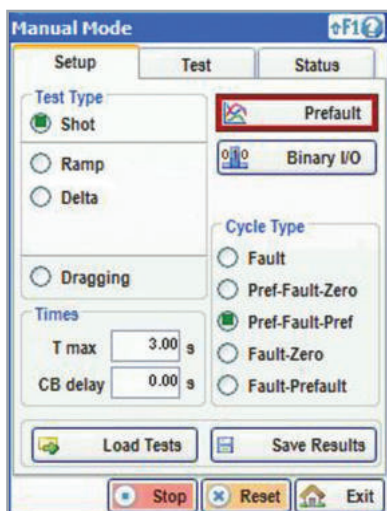 Manual Mode
F1
Setup
Test
Status
Test Type
Shot
Ramp
Delta
Dragging
Prefault
Binary I/O
Cycle Type
Fault
Pref-Fault-Zero
Pref-Fault-Pref
Fault-Zero
Fault-Prefault
Times
T max 3.00 s
CB delay 0.00 s
Load Tests
Save Results
Stop
Reset
Exit